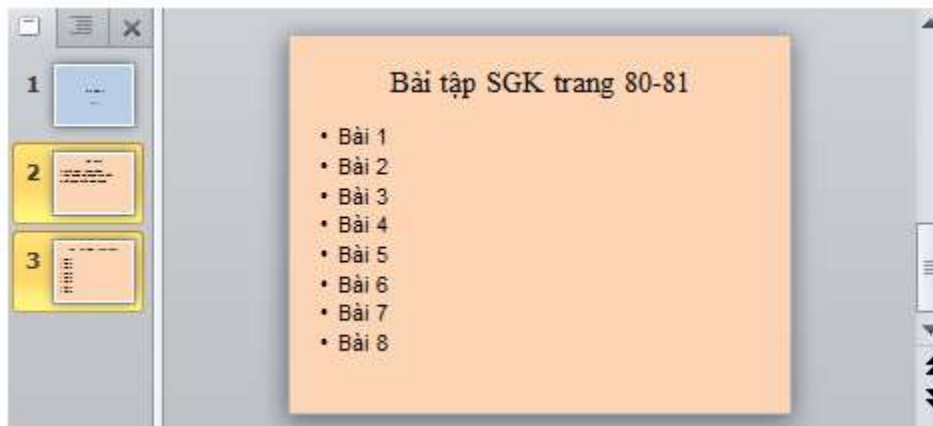 1
2
3
Bài tập SGK trang 80-81
• Bài 1
• Bài 2
• Bài 3
• Bài 4
• Bài 5
• Bài 6
• Bài 7
• Bài 8